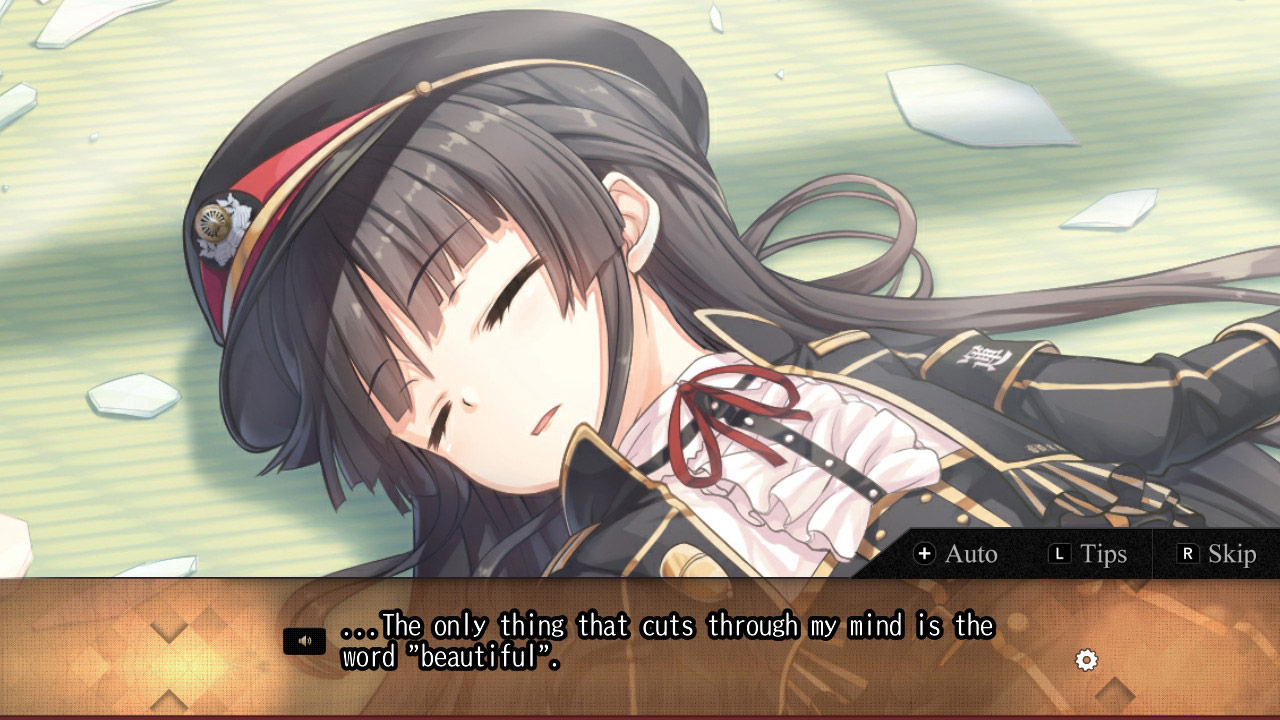 Auto
Tips
Skip
...The only thing that cuts through my mind is the
word "beautiful".